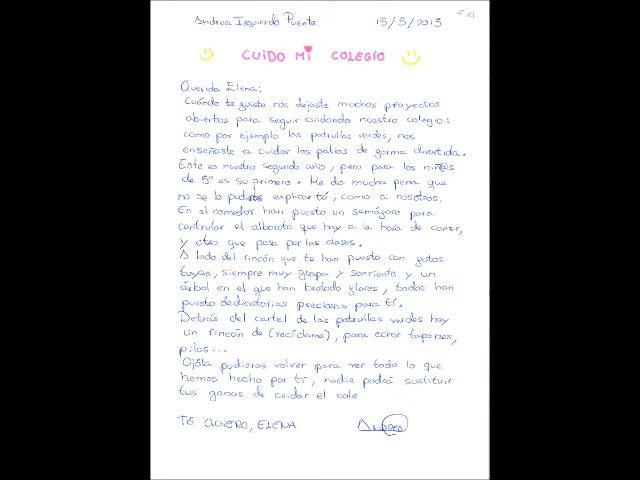 Andrea Izquierdo Puente 15/5/2013
CUIDO MI COLEGIO
Querida Elena:
Cuándo te fuiste nos dejaste muchos proyectos
abiertos para seguir cuidando nuestro colegio:
como por ejemplo las patrullas verdes, nos
enseñaste a cuidar los patios de forma divertida.
Este es nuestro segundo año, pero para los niñ@s
de 5º es su primero. Me da mucha pena que
no se lo explicar tú, como a nosotros.
En el comedor han puesto un semáforo para
controlar el alboroto que hay a la hora de comer,
y otro que pasa por las clases.
A lado del rincón que te han puesto con fotos
tuyas, siempre muy guapa y sonriente y un
árbol en el que han brotado flores, todos han
puesto dedicatorias preciosas para tí.
Detrás del cartel de las patrullas verdes hay
un rincón de (recíclame), para echar tapones,
pilas...
Ojála pudieras volver para ver todo lo que
hemos hecho por tí, nadie podrá sustituir
tus ganas de cuidar el cole
TE QUIERO, ELENA Andrea